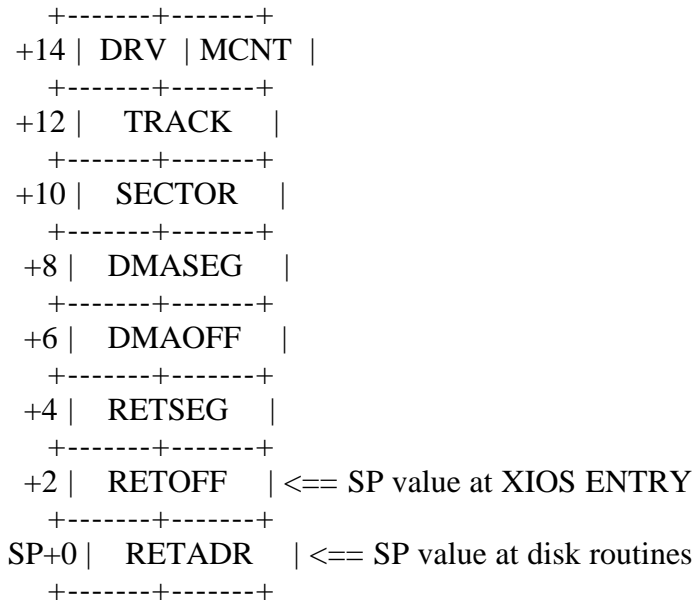 +-------+-------+
+14 | DRV | MCNT |
+-------+-------+
+12 | TRACK |
+-------+-------+
+10 | SECTOR |
+-------+-------+
+8 | DMASEG |
+-------+-------+
+6 | DMAOFF |
+-------+-------+
+4 | RETSEG |
+-------+-------+
+2 | RETOFF | <== SP value at XIOS ENTRY
+-------+-------+
SP+0 | RETADR | <== SP value at disk routines
+-------+-------+